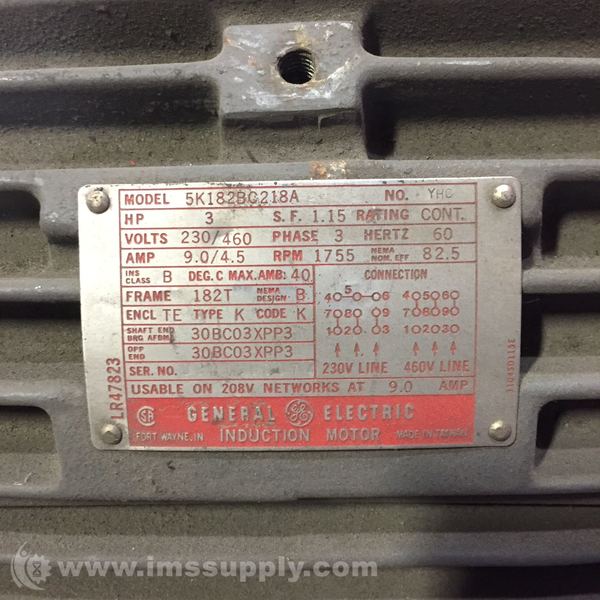 MODEL 5K182BC218A NO. YHC
HP 3 S.F. 1.15 RATING CONT.
VOLTS 230/460 PHASE 3 HERTZ 60
AMP 9.0/4.5 RPM 1755 NEMA NOM. EFF 82.5
INS CLASS B DEG. C MAX. AMB: 40 CONNECTION
FRAME 182T NEMA DESIGN B
ENCL TE TYPE K CODE K
SHAFT END BRG AFBMA 30BC03XPP3
OPP END 30BC03XPP3
SER. NO. 230V LINE 460V LINE
USABLE ON 208V NETWORKS AT 9.0 AMP
GENERAL GE ELECTRIC
FORT WAYNE, IN INDUCTION MOTOR MADE IN TAIWAN
LR47823
www.imssupply.com